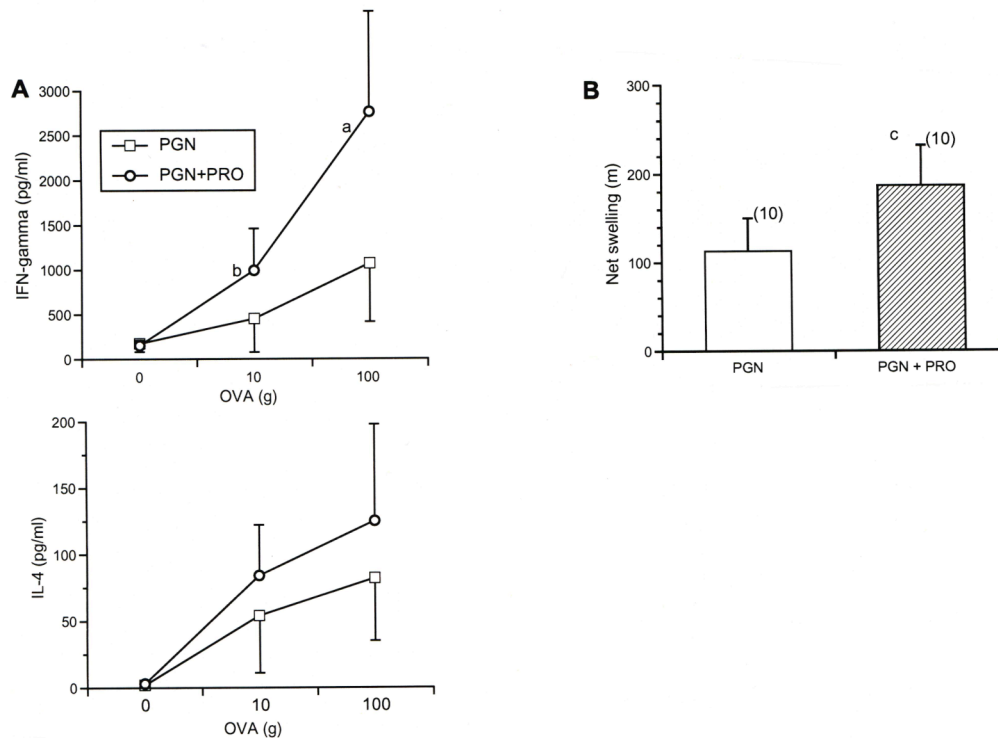 A
3000
2500
2000
1500
1000
500
0
IFN-gamma (pg/ml)
PGN
PGN+PRO
a
b
0 10 100
OVA (g)
200
150
100
50
0
IL-4 (pg/ml)
0 10 100
OVA (g)
B
300
200
100
0
Net swelling (m)
(10)
c (10)
PGN PGN + PRO